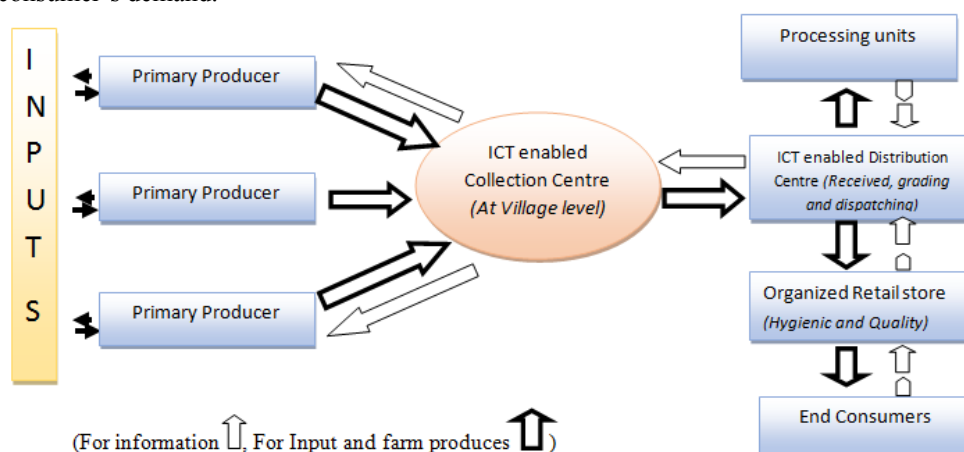 consumer's demand.
I
N
P
U
T
S
Primary Producer
Primary Producer
Primary Producer
ICT enabled
Collection Centre
(At Village level)
Processing units
ICT enabled Distribution
Centre (Received, grading
and dispatching)
Organized Retail store
(Hygienic and Quality)
End Consumers
(For information , For Input and farm produces )